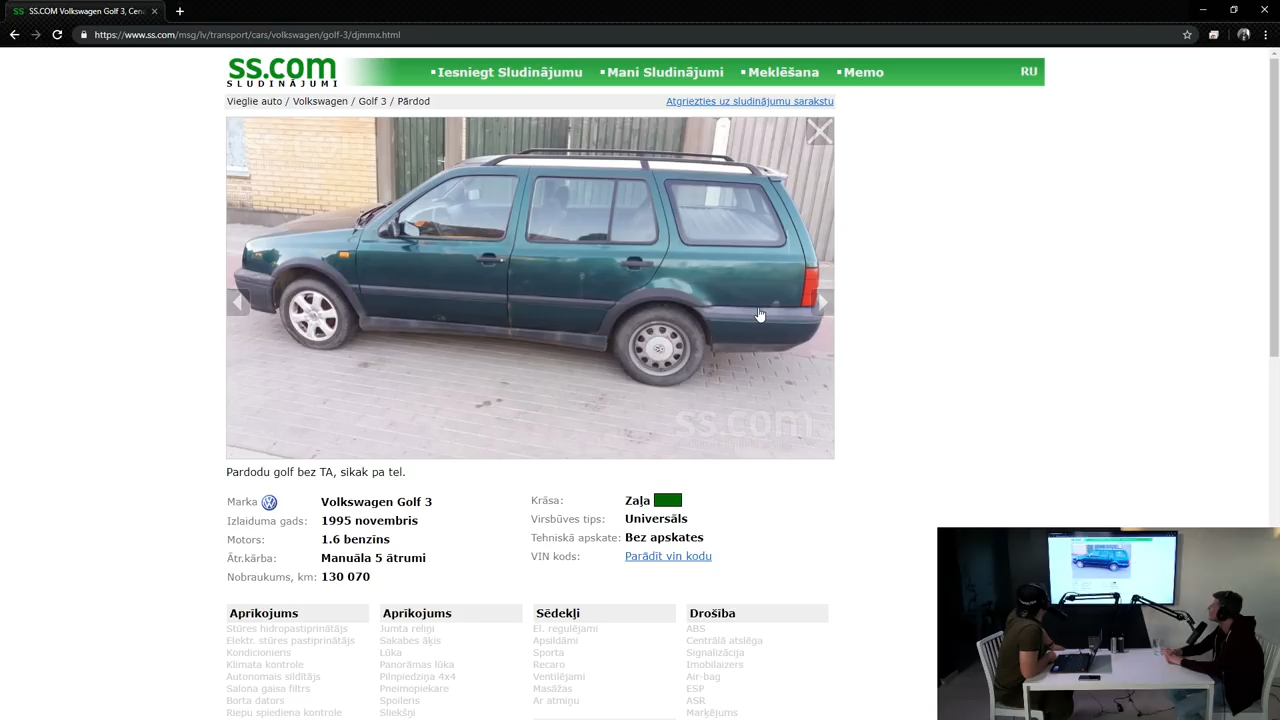 SS.COM Volkswagen Golf 3, Cena
https://www.ss.com/msg/lv/transport/cars/volkswagen/golf-3/djmmx.html
ss.com
SLUDINĀJUMI
Iesniegt Sludinājumu
Mani Sludinājumi
Meklēšana
Memo
RU
Vieglie auto / Volkswagen / Golf 3 / Pārdod
Atgriezties uz sludinājumu sarakstu
ss.com
Pardodu golf bez TA, sikak pa tel.
Marka Volkswagen Golf 3
Izlaiduma gads: 1995 novembris
Motors: 1.6 benzīns
Ātr.kārba: Manuāla 5 ātrumi
Nobraukums, km: 130 070
Krāsa: Zaļa
Virsbūves tips: Universāls
Tehniskā apskate: Bez apskates
VIN kods: Parādīt vin kodu
Aprīkojums
Stūres hidropastiprinātājs
Elektr. stūres pastiprinātājs
Kondicionieris
Klimata kontrole
Autonomais sildītājs
Salona gaisa filtrs
Borta dators
Riepu spiediena kontrole
Aprīkojums
Jumta reliņi
Sakabes āķis
Lūka
Panorāmas lūka
Pilnpiedziņa 4x4
Pneimopiekare
Spoileris
Sliekšņi
Sēdekļi
El. regulējami
Apsildāmi
Sporta
Recaro
Ventilējami
Masāžas
Ar atmiņu
Drošība
ABS
Centrālā atslēga
Signalizācija
Imobilaizers
Air-bag
ESP
ASR
Marķējums